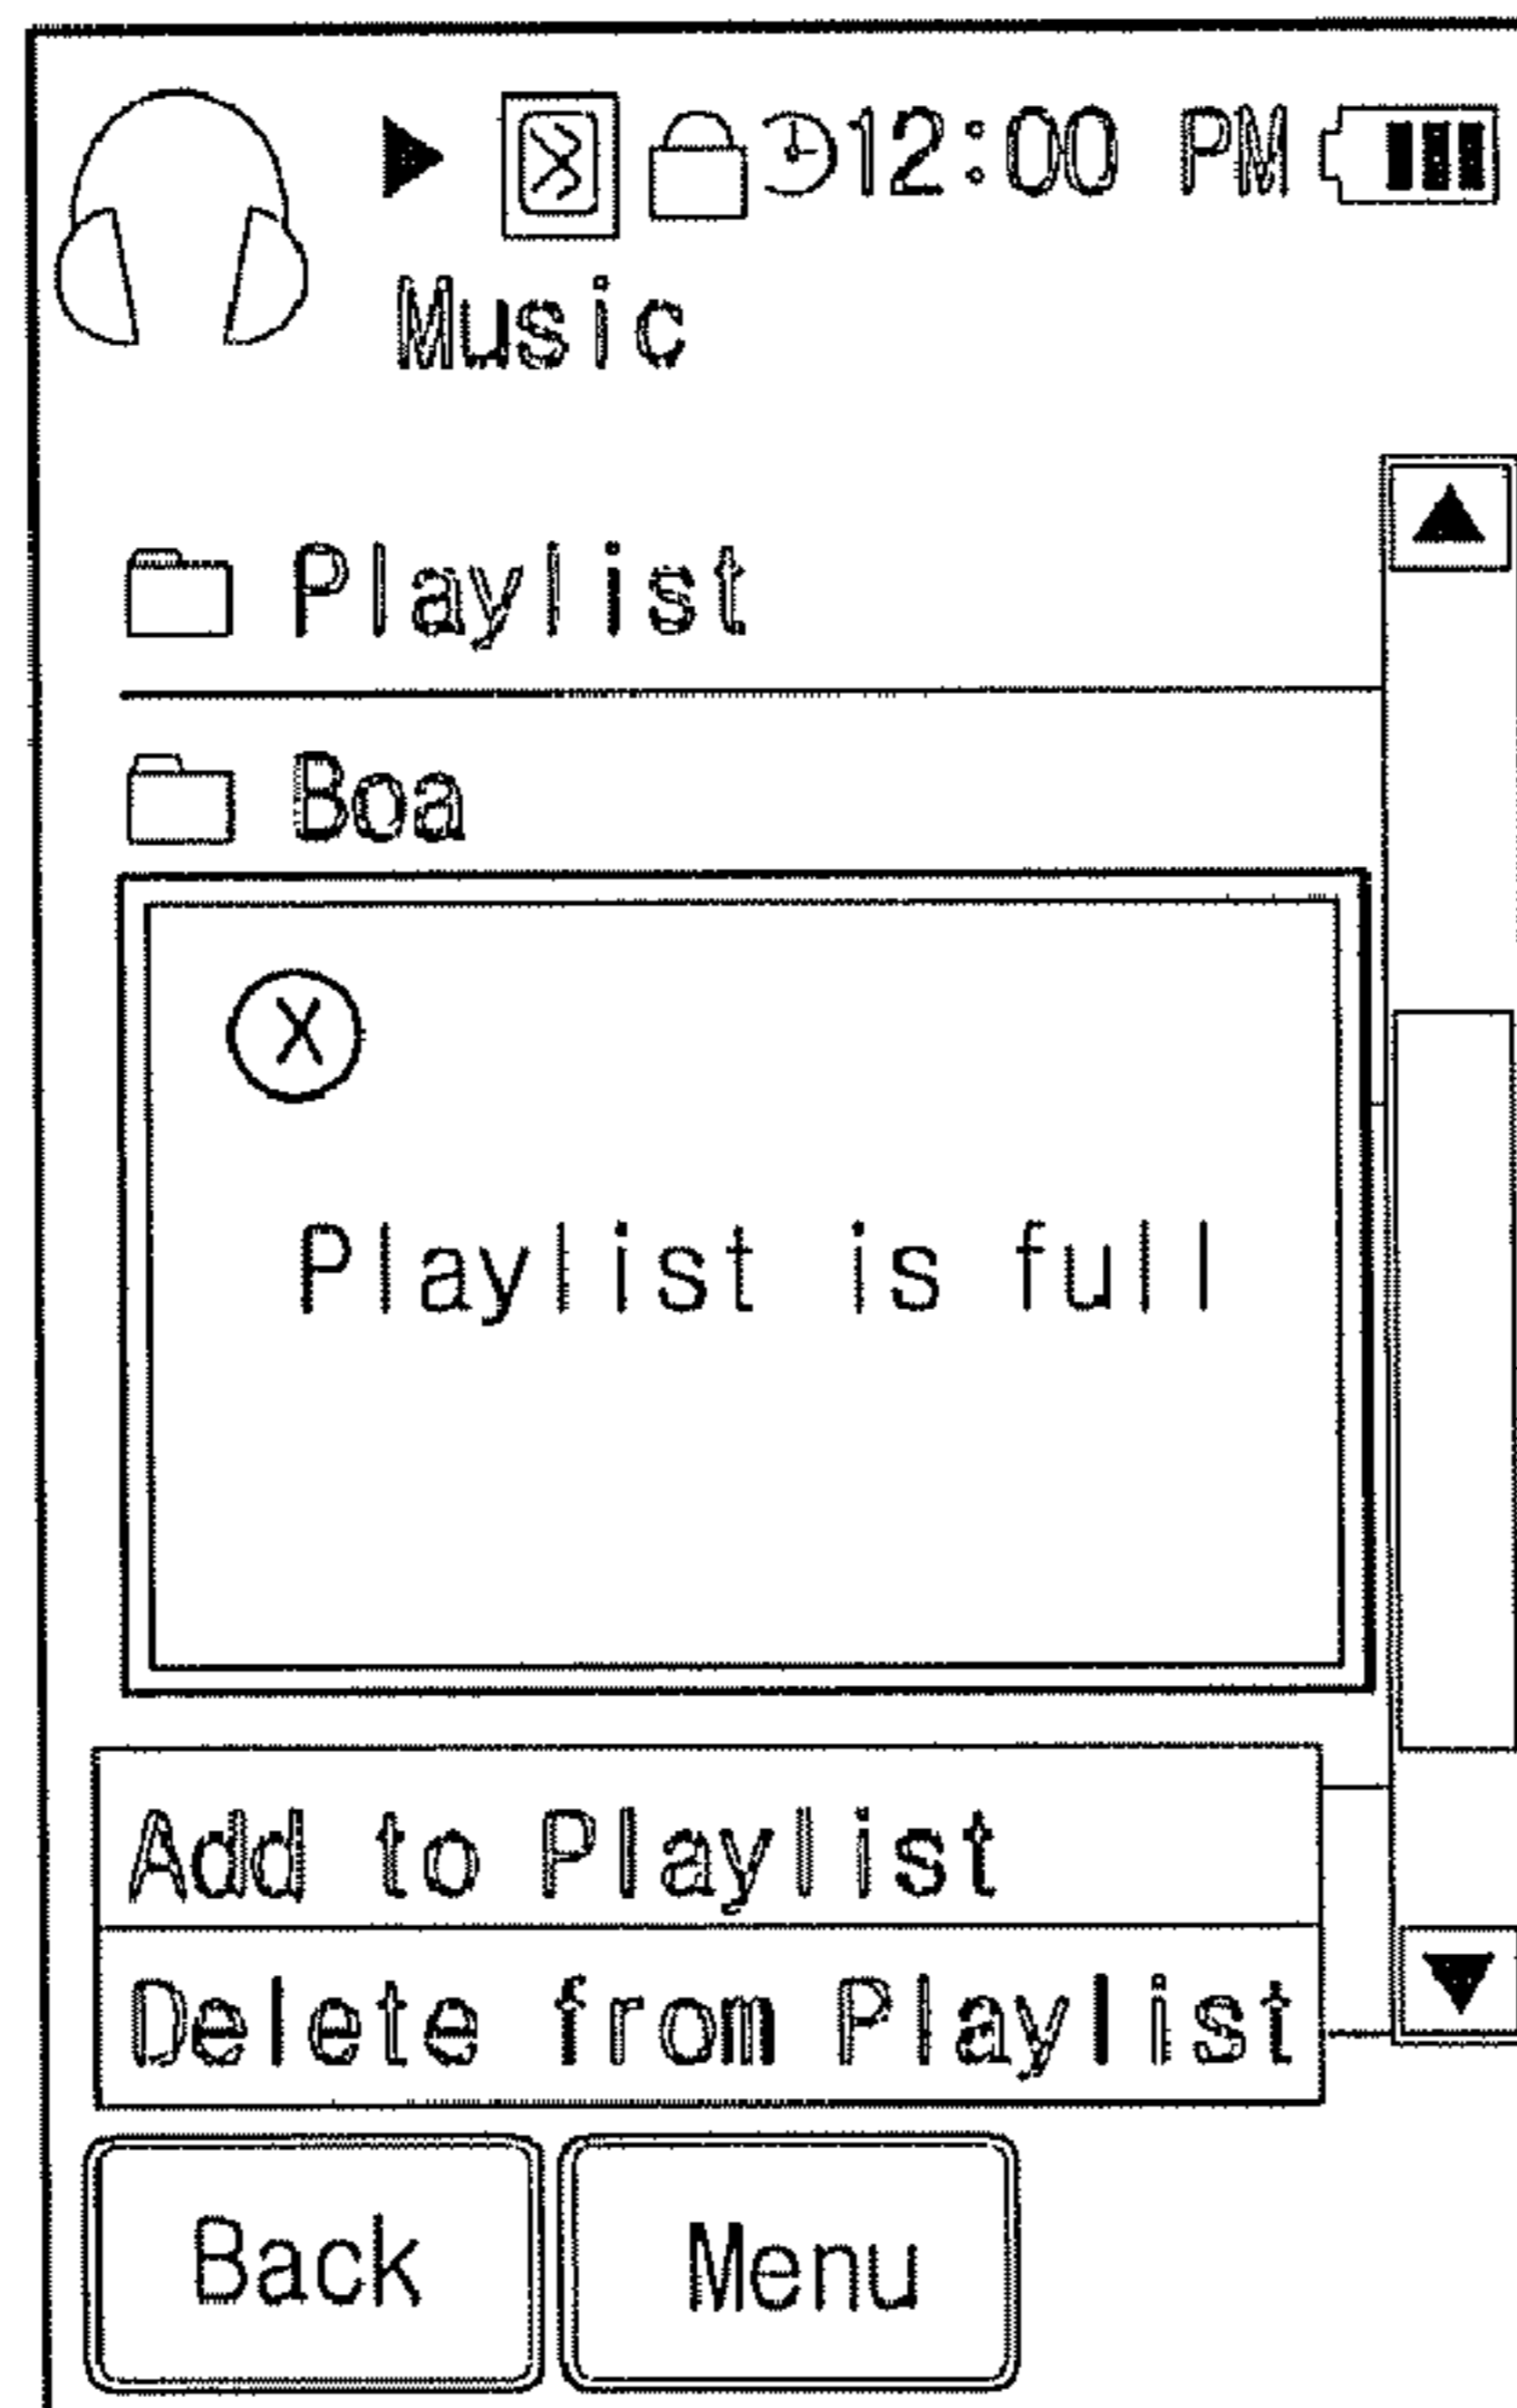 12:00 PM
Music
Playlist
Boa
X
Playlist is full
Add to Playlist
Delete from Playlist
Back
Menu